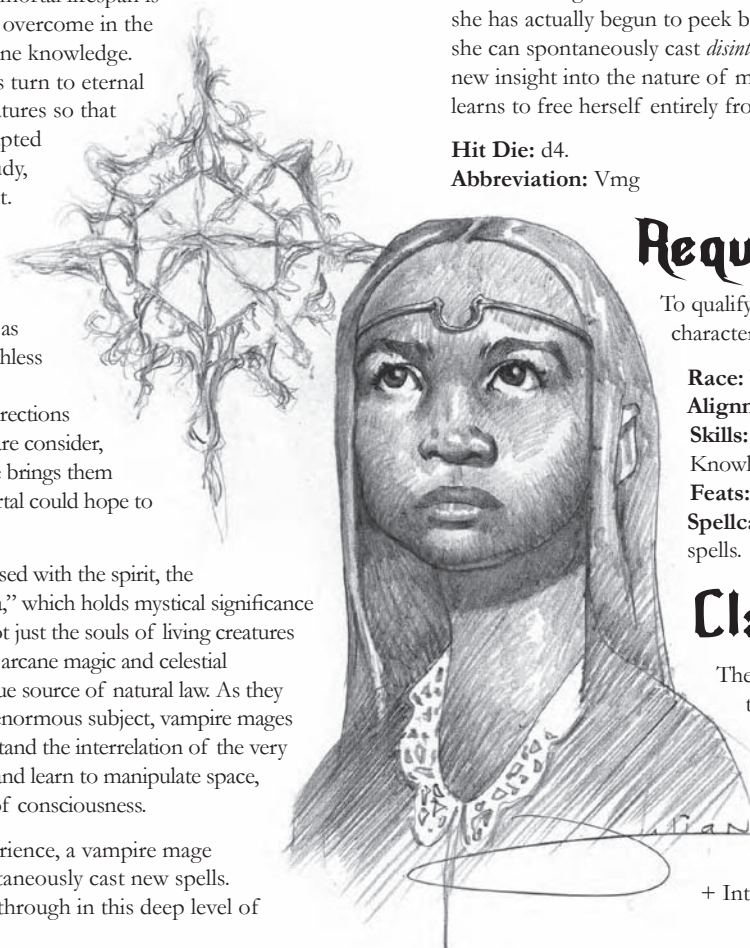 mortal lifespan is
overcome in the
ne knowledge.
s turn to eternal
atures so that
pted
udy,
t.
as
hless
rections
are consider,
e brings them
rtal could hope to
sed with the spirit, the
,” which holds mystical significance
ot just the souls of living creatures
arcane magic and celestial
ue source of natural law. As they
enormous subject, vampire mages
tand the interrelation of the very
and learn to manipulate space,
of consciousness.
rience, a vampire mage
taneously cast new spells.
through in this deep level of
she has actually begun to peek b
she can spontaneously cast disint
new insight into the nature of m
learns to free herself entirely fro
Hit Die: d4.
Abbreviation: Vmg
Requ
To qualify
character
Race:
Alignm
Skills:
Knowl
Feats:
Spellca
spells.
Cla
The
t
+ Int